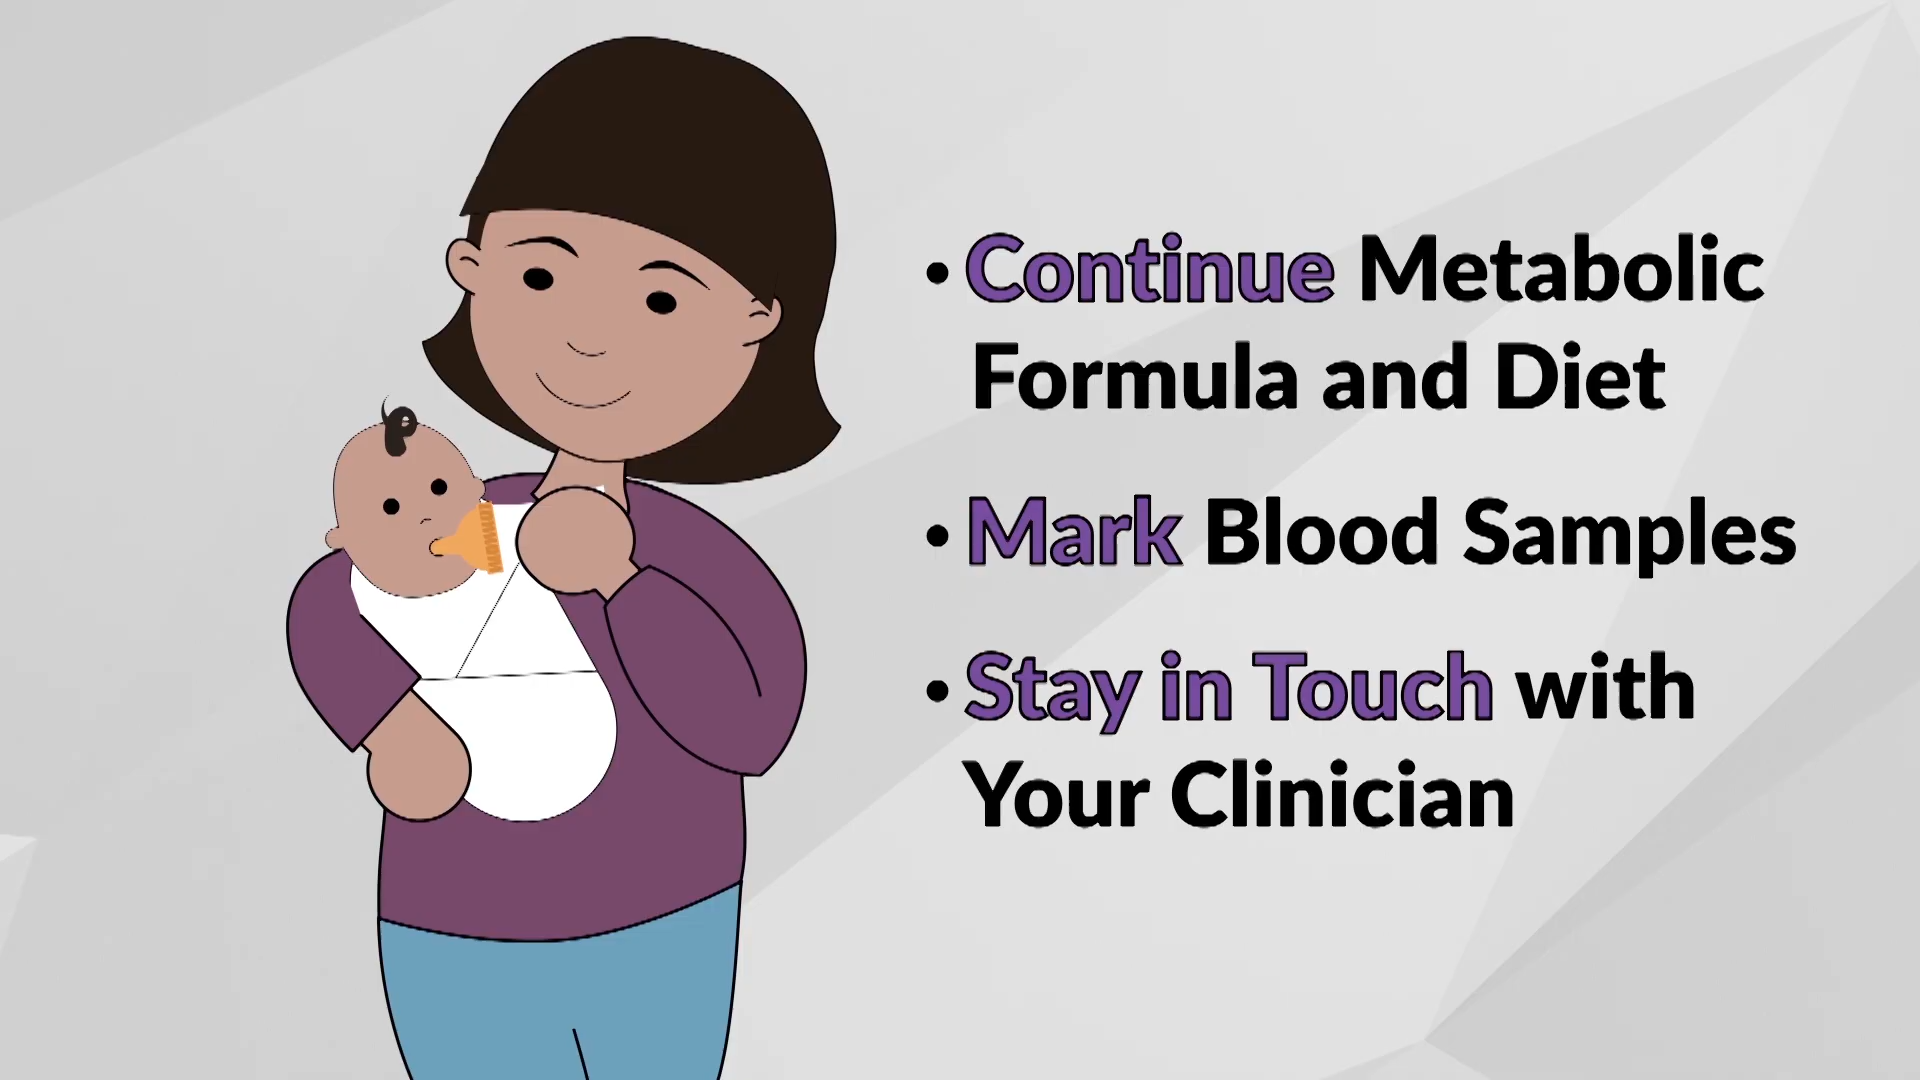 • Continue Metabolic
Formula and Diet
• Mark Blood Samples
• Stay in Touch with
Your Clinician